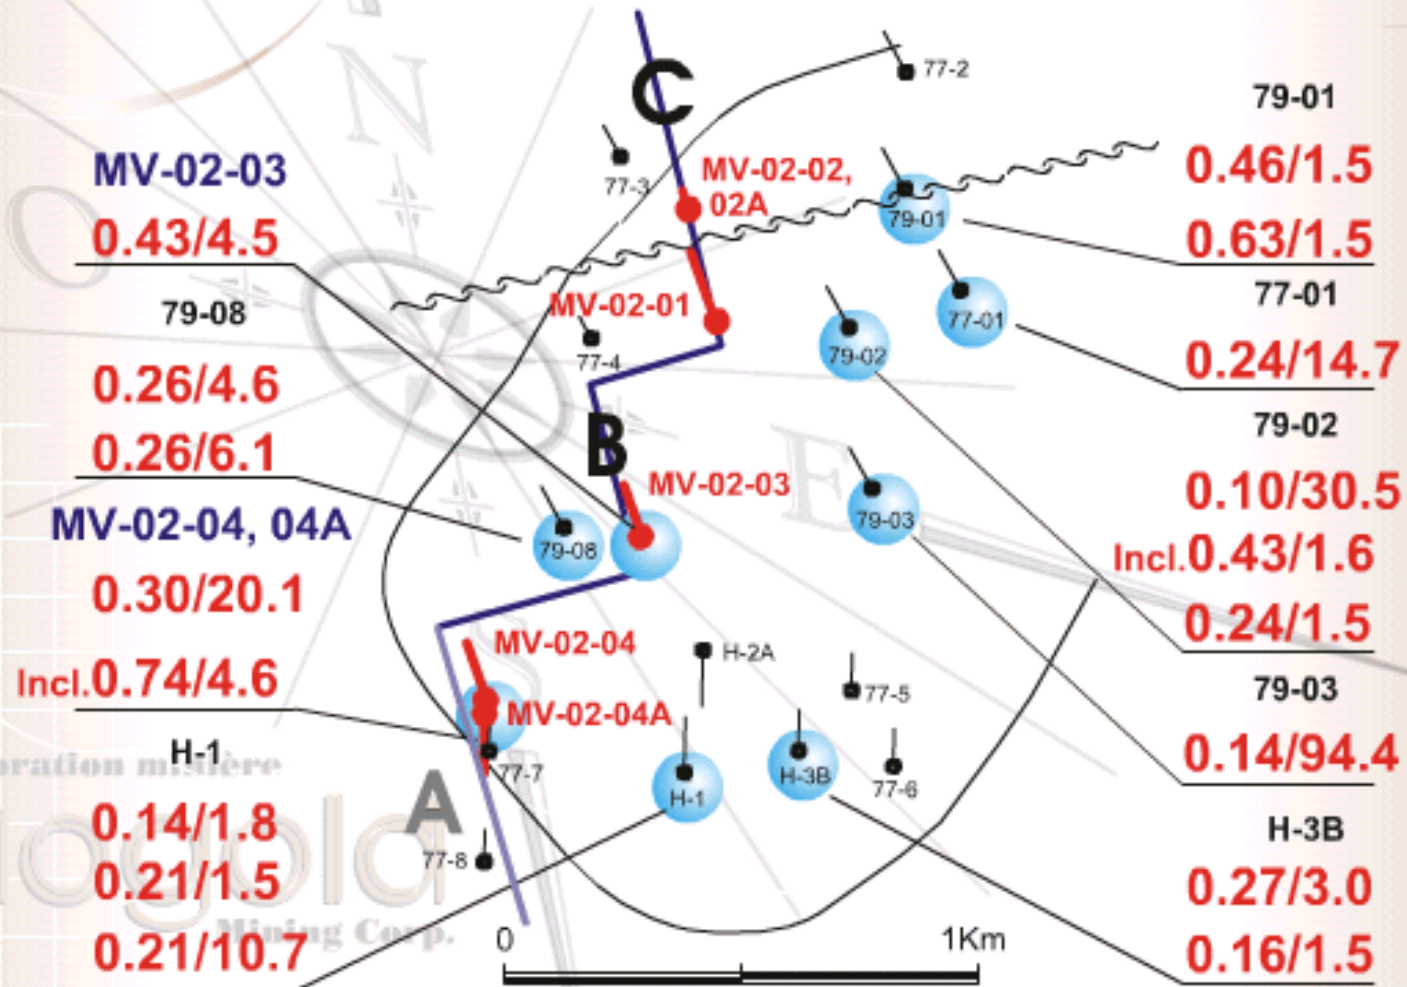 N
O
E
S
C
B
A
77-2
77-3
MV-02-02,
02A
79-01
MV-02-01
77-4
77-01
79-02
MV-02-03
79-03
79-08
MV-02-04
MV-02-04A
H-2A
77-5
77-7
H-1
H-3B
77-6
77-8
MV-02-03
0.43/4.5
79-08
0.26/4.6
0.26/6.1
MV-02-04, 04A
0.30/20.1
Incl.0.74/4.6
H-1
0.14/1.8
0.21/1.5
0.21/10.7
79-01
0.46/1.5
0.63/1.5
77-01
0.24/14.7
79-02
0.10/30.5
Incl.0.43/1.6
0.24/1.5
79-03
0.14/94.4
H-3B
0.27/3.0
0.16/1.5
Mining Corp.
0
1Km